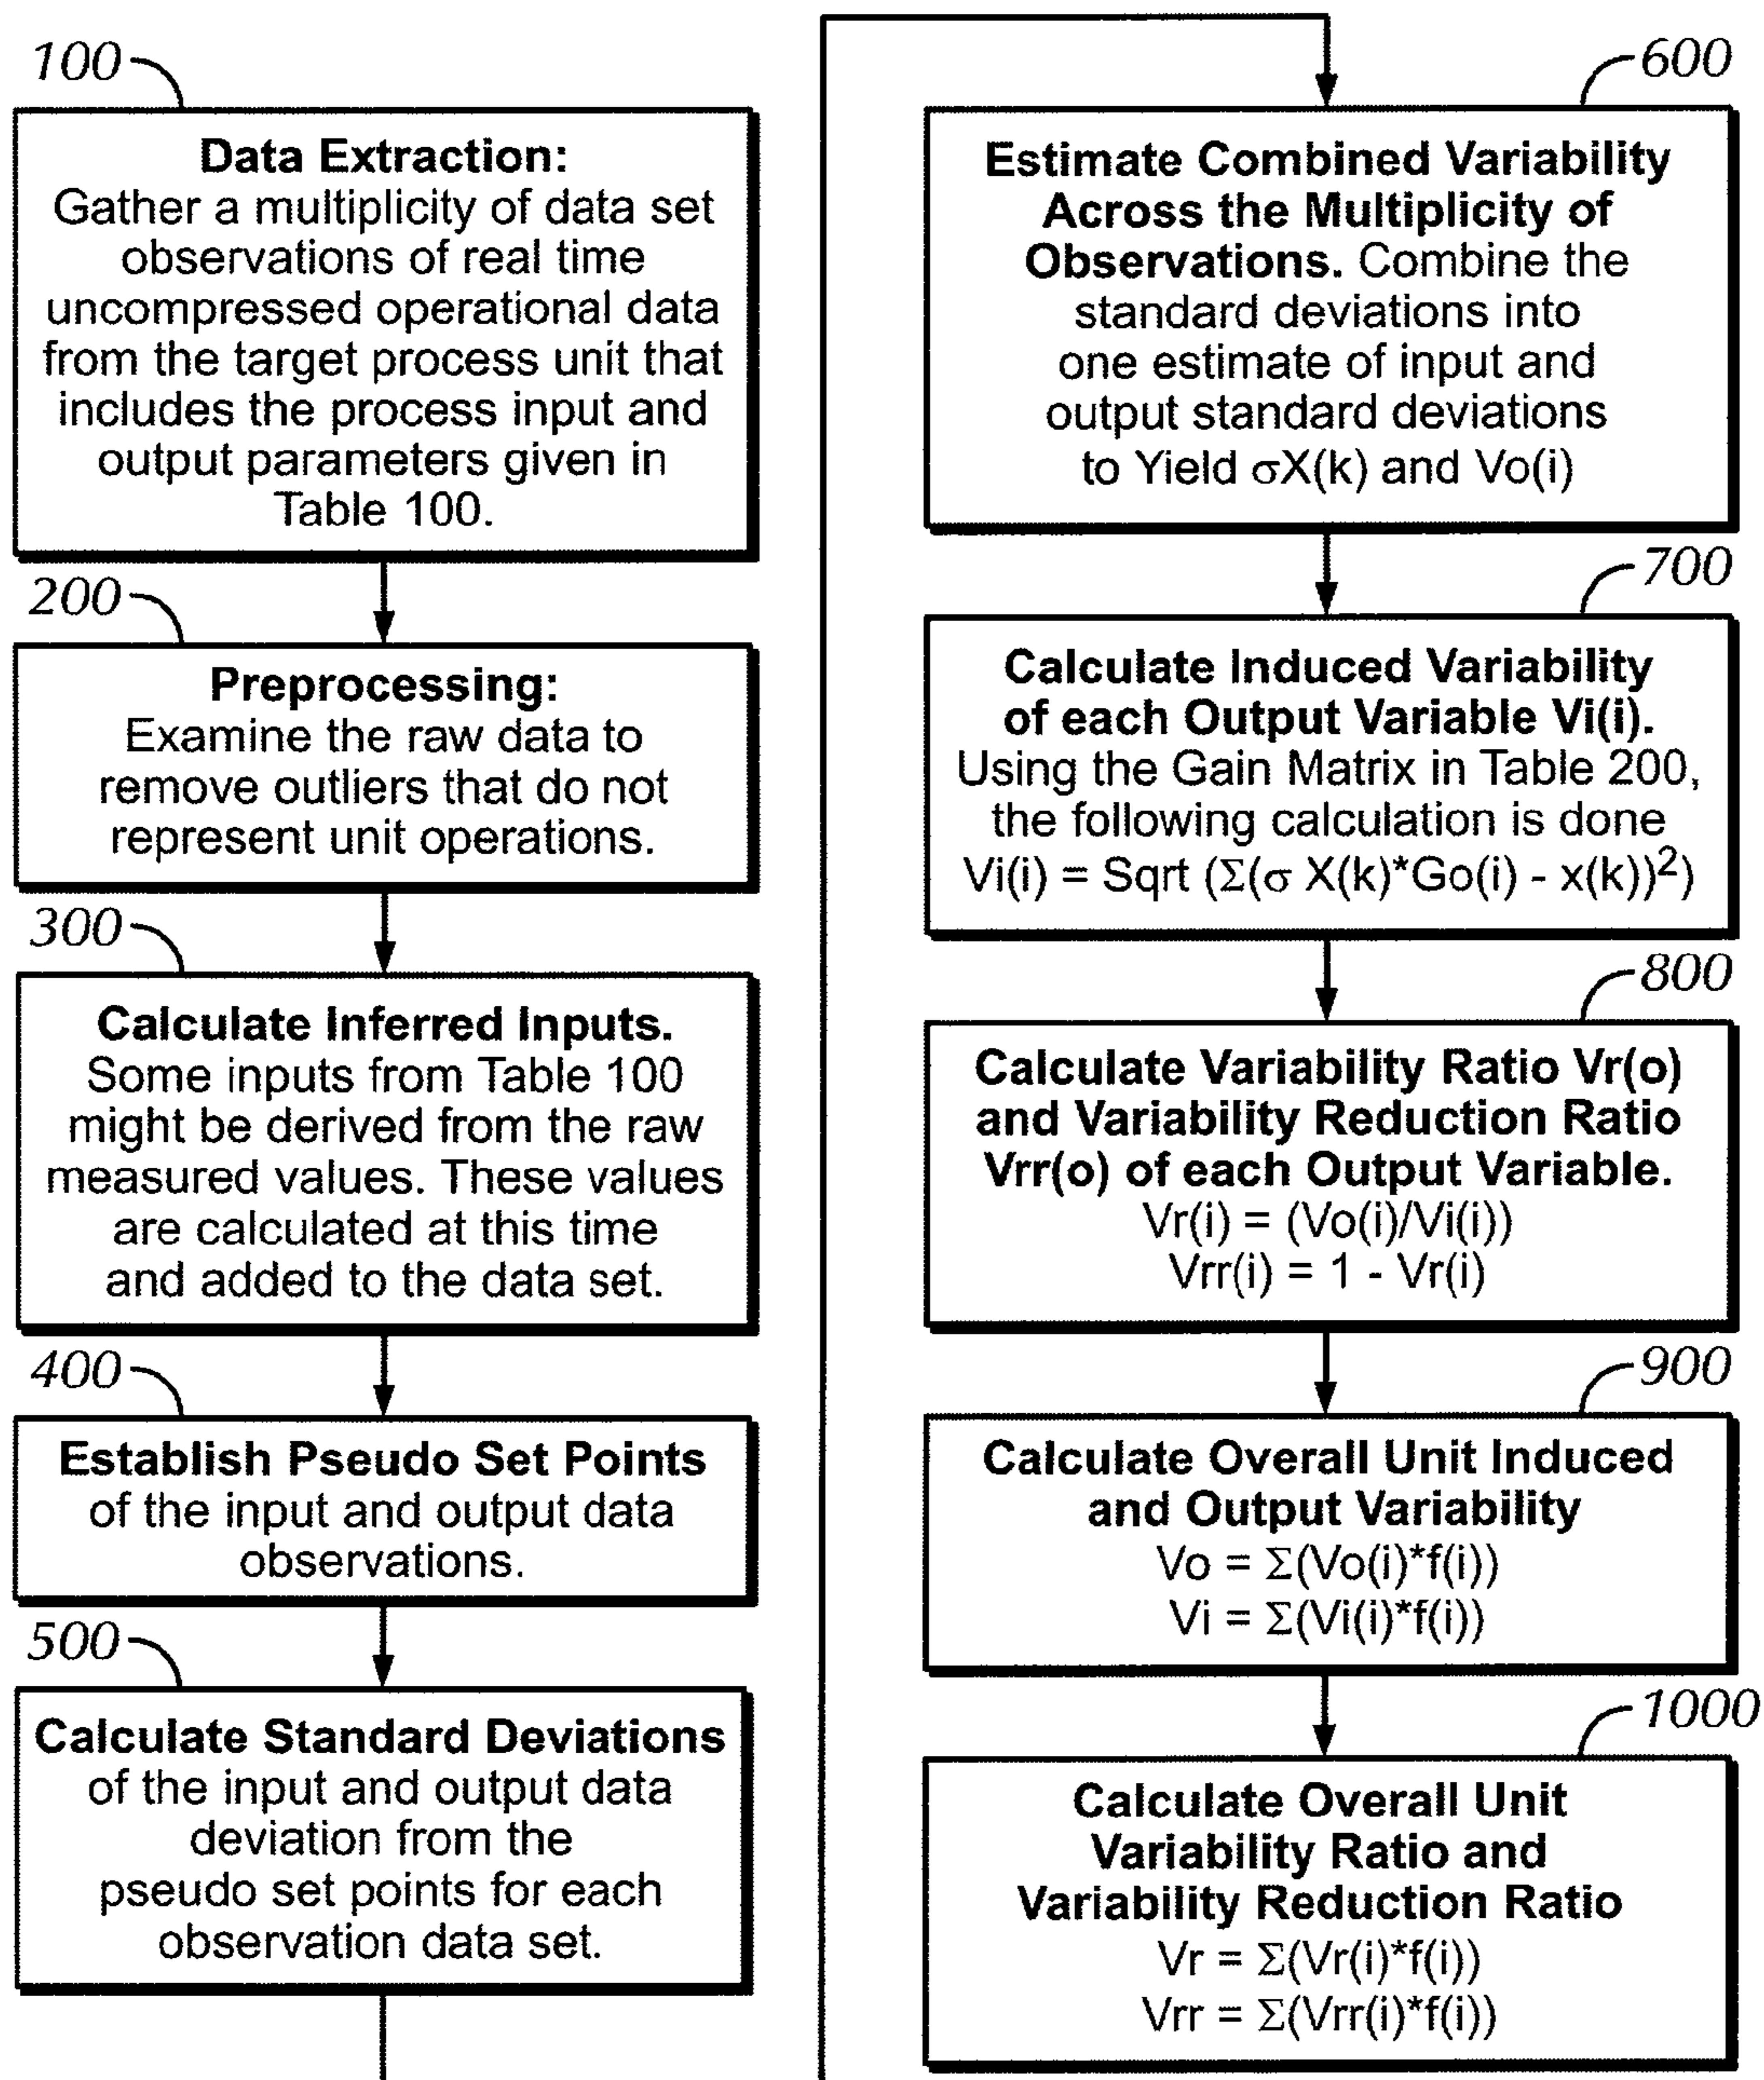 100
Data Extraction:
Gather a multiplicity of data set
observations of real time
uncompressed operational data
from the target process unit that
includes the process input and
output parameters given in
Table 100.
200
Preprocessing:
Examine the raw data to
remove outliers that do not
represent unit operations.
300
Calculate Inferred Inputs.
Some inputs from Table 100
might be derived from the raw
measured values. These values
are calculated at this time
and added to the data set.
400
Establish Pseudo Set Points
of the input and output data
observations.
500
Calculate Standard Deviations
of the input and output data
deviation from the
pseudo set points for each
observation data set.
600
Estimate Combined Variability
Across the Multiplicity of
Observations. Combine the
standard deviations into
one estimate of input and
output standard deviations
to Yield σX(k) and Vo(i)
700
Calculate Induced Variability
of each Output Variable Vi(i).
Using the Gain Matrix in Table 200,
the following calculation is done
Vi(i) = Sqrt (Σ(σ X(k)*Go(i) - x(k))²)
800
Calculate Variability Ratio Vr(o)
and Variability Reduction Ratio
Vrr(o) of each Output Variable.
Vr(i) = (Vo(i)/Vi(i))
Vrr(i) = 1 - Vr(i)
900
Calculate Overall Unit Induced
and Output Variability
Vo = Σ(Vo(i)*f(i))
Vi = Σ(Vi(i)*f(i))
1000
Calculate Overall Unit
Variability Ratio and
Variability Reduction Ratio
Vr = Σ(Vr(i)*f(i))
Vrr = Σ(Vrr(i)*f(i))